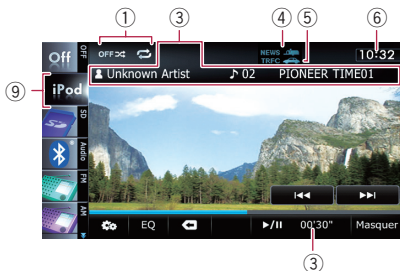 ① ③ ④ ⑤ ⑥
Off OFF OFF NEWS TRFC 10:32
Unknown Artist 02 PIONEER TIME01
⑨ iPod
SD
Audio
FM
AM
EQ 00'30" Masquer
③